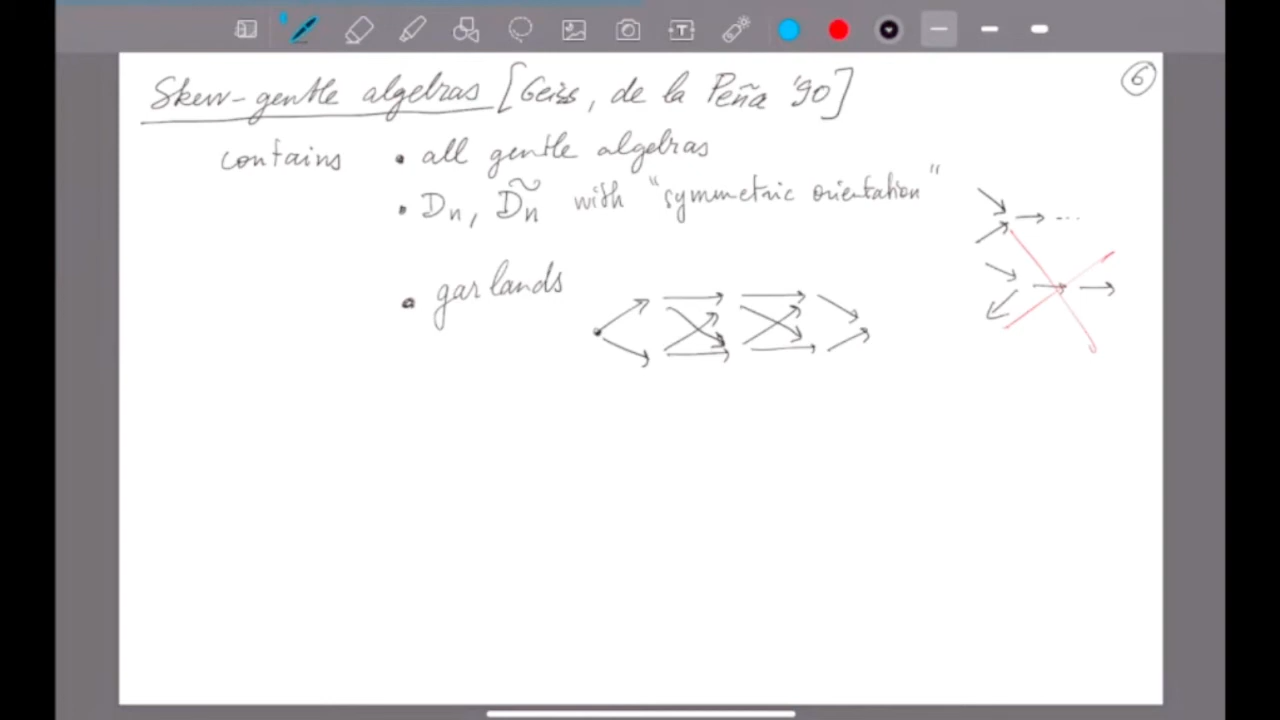 Skew-gentle algebras [Geiss, de la Peña '90]
6
contains • all gentle algebras
• Dn, D̃n with "symmetric orientation"
• garlands